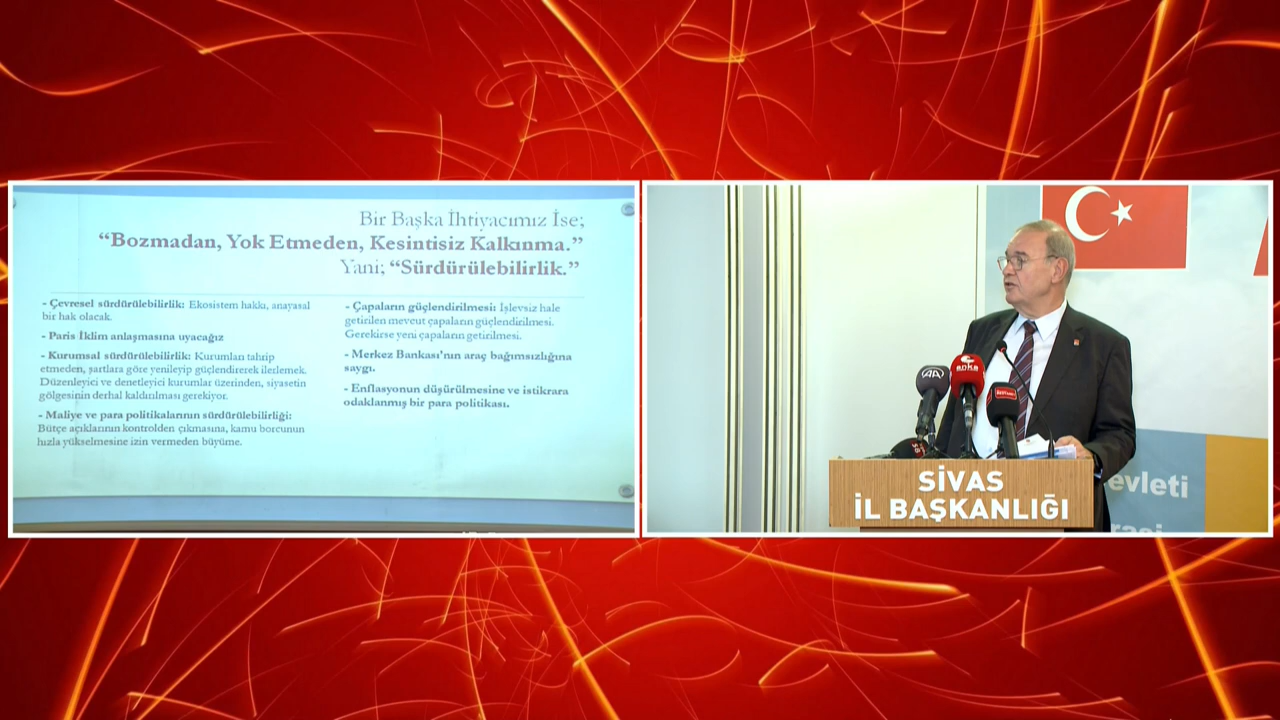 Bir Başka İhtiyacımız İse;
“Bozmadan, Yok Etmeden, Kesintisiz Kalkınma.”
Yani; “Sürdürülebilirlik.”
- Çevresel sürdürülebilirlik: Ekosistem hakkı, anayasal
bir hak olacak.
- Paris İklim anlaşmasına uyacağız
- Kurumsal sürdürülebilirlik: Kurumları tahrip
etmeden, şartlara göre yenileyip güçlendirerek ilerlemek.
Düzenleyici ve denetleyici kurumlar üzerinden, siyasetin
gölgesinin derhal kaldırılması gerekiyor.
- Maliye ve para politikalarının sürdürülebilirliği:
Bütçe açıklarının kontrolden çıkmasına, kamu borcunun
hızla yükselmesine izin vermeden büyüme.
- Çapaların güçlendirilmesi: İşlevsiz hale
getirilen mevcut çapaların güçlendirilmesi.
Gerekirse yeni çapaların getirilmesi.
- Merkez Bankası’nın araç bağımsızlığına
saygı.
- Enflasyonun düşürülmesine ve istikrara
odaklanmış bir para politikası.
AA
anka
SİVAS
İL BAŞKANLIĞI
evleti